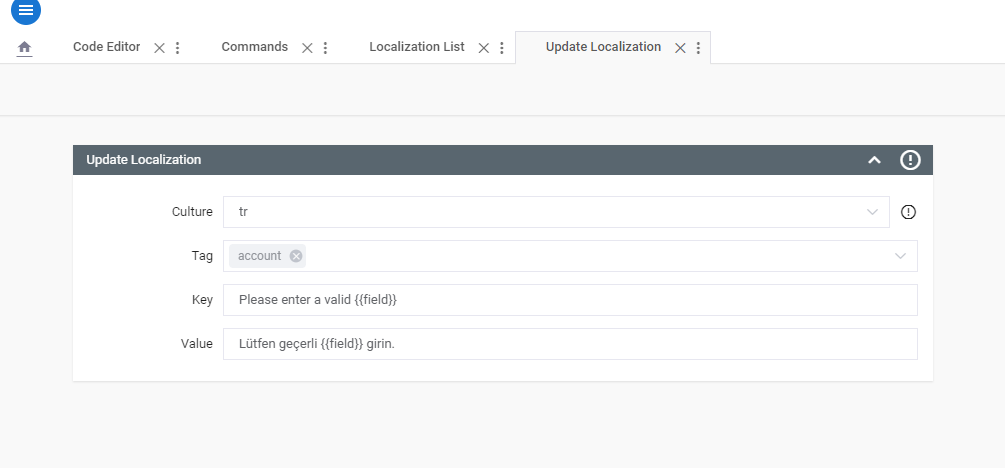 Code Editor Commands Localization List Update Localization
Update Localization
Culture tr
Tag account
Key Please enter a valid {{field}}
Value Lütfen geçerli {{field}} girin.